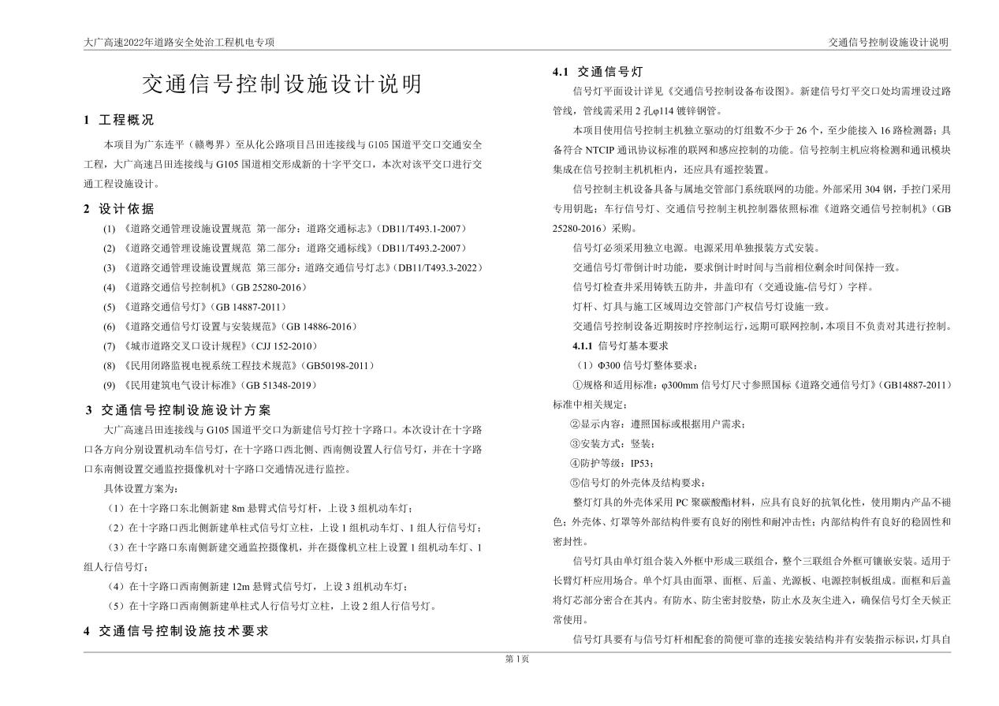 大广高速2022年道路安全处治工程机电专项
交通信号控制设施设计说明
交通信号控制设施设计说明
1 工程概况
本项目为广东连平（赣粤界）至从化公路项目吕田连接线与 G105 国道平交口交通安全
工程，大广高速吕田连接线与 G105 国道相交形成新的十字平交口，本次对该平交口进行交
通工程设施设计。
2 设计依据
(1) 《道路交通管理设施设置规范 第一部分：道路交通标志》（DB11/T493.1-2007）
(2) 《道路交通管理设施设置规范 第二部分：道路交通标线》（DB11/T493.2-2007）
(3) 《道路交通管理设施设置规范 第三部分：道路交通信号灯志》（DB11/T493.3-2022）
(4) 《道路交通信号控制机》（GB 25280-2016）
(5) 《道路交通信号灯》（GB 14887-2011）
(6) 《道路交通信号灯设置与安装规范》（GB 14886-2016）
(7) 《城市道路交叉口设计规程》（CJJ 152-2010）
(8) 《民用闭路监视电视系统工程技术规范》（GB50198-2011）
(9) 《民用建筑电气设计标准》（GB 51348-2019）
3 交通信号控制设施设计方案
大广高速吕田连接线与 G105 国道平交口为新建信号灯控十字路口。本次设计在十字路
口各方向分别设置机动车信号灯，在十字路口西北侧、西南侧设置人行信号灯，并在十字路
口东南侧设置交通监控摄像机对十字路口交通情况进行监控。
具体设置方案为：
（1）在十字路口东北侧新建 8m 悬臂式信号灯杆，上设 3 组机动车灯；
（2）在十字路口西北侧新建单柱式信号灯立柱，上设 1 组机动车灯、1 组人行信号灯；
（3）在十字路口东南侧新建交通监控摄像机，并在摄像机立柱上设置 1 组机动车灯、1
组人行信号灯；
（4）在十字路口西南侧新建 12m 悬臂式信号灯，上设 3 组机动车灯；
（5）在十字路口西南侧新建单柱式人行信号灯立柱，上设 2 组人行信号灯。
4 交通信号控制设施技术要求
4.1 交通信号灯
信号灯平面设计详见《交通信号控制设备布设图》。新建信号灯平交口处均需埋设过路
管线，管线需采用 2 孔φ114 镀锌钢管。
本项目使用信号控制主机独立驱动的灯组数不少于 26 个，至少能接入 16 路检测器；具
备符合 NTCIP 通讯协议标准的联网和感应控制的功能。信号控制主机应将检测和通讯模块
集成在信号控制主机机柜内，还应具有遥控装置。
信号控制主机设备具备与属地交管部门系统联网的功能。外部采用 304 钢，手控门采用
专用钥匙；车行信号灯、交通信号控制主机控制器依照标准《道路交通信号控制机》（GB
25280-2016）采购。
信号灯必须采用独立电源。电源采用单独报装方式安装。
交通信号灯带倒计时功能，要求倒计时时间与当前相位剩余时间保持一致。
信号灯检查井采用铸铁五防井，井盖印有（交通设施-信号灯）字样。
灯杆、灯具与施工区域周边交管部门产权信号灯设施一致。
交通信号控制设备近期按时序控制运行，远期可联网控制，本项目不负责对其进行控制。
4.1.1 信号灯基本要求
（1）Φ300 信号灯整体要求；
①规格和适用标准：φ300mm 信号灯尺寸参照国标《道路交通信号灯》（GB14887-2011）
标准中相关规定；
②显示内容：遵照国标或根据用户需求；
③安装方式：竖装；
④防护等级：IP53；
⑤信号灯的外壳体及结构要求；
整灯灯具的外壳体采用 PC 聚碳酸酯材料，应具有良好的抗氧化性，使用期内产品不褪
色；外壳体、灯罩等外部结构件要有良好的刚性和耐冲击性；内部结构件有良好的稳固性和
密封性。
信号灯具由单灯组合装入外框中形成三联组合，整个三联组合外框可镶嵌安装。适用于
长臂灯杆应用场合。单个灯具由面罩、面框、后盖、光源板、电源控制板组成。面框和后盖
将灯芯部分密合在其内。有防水、防尘密封胶垫，防止水及灰尘进入，确保信号灯全天候正
常使用。
信号灯具要有与信号灯杆相配套的简便可靠的连接安装结构并有安装指示标识，灯具自
第 1页